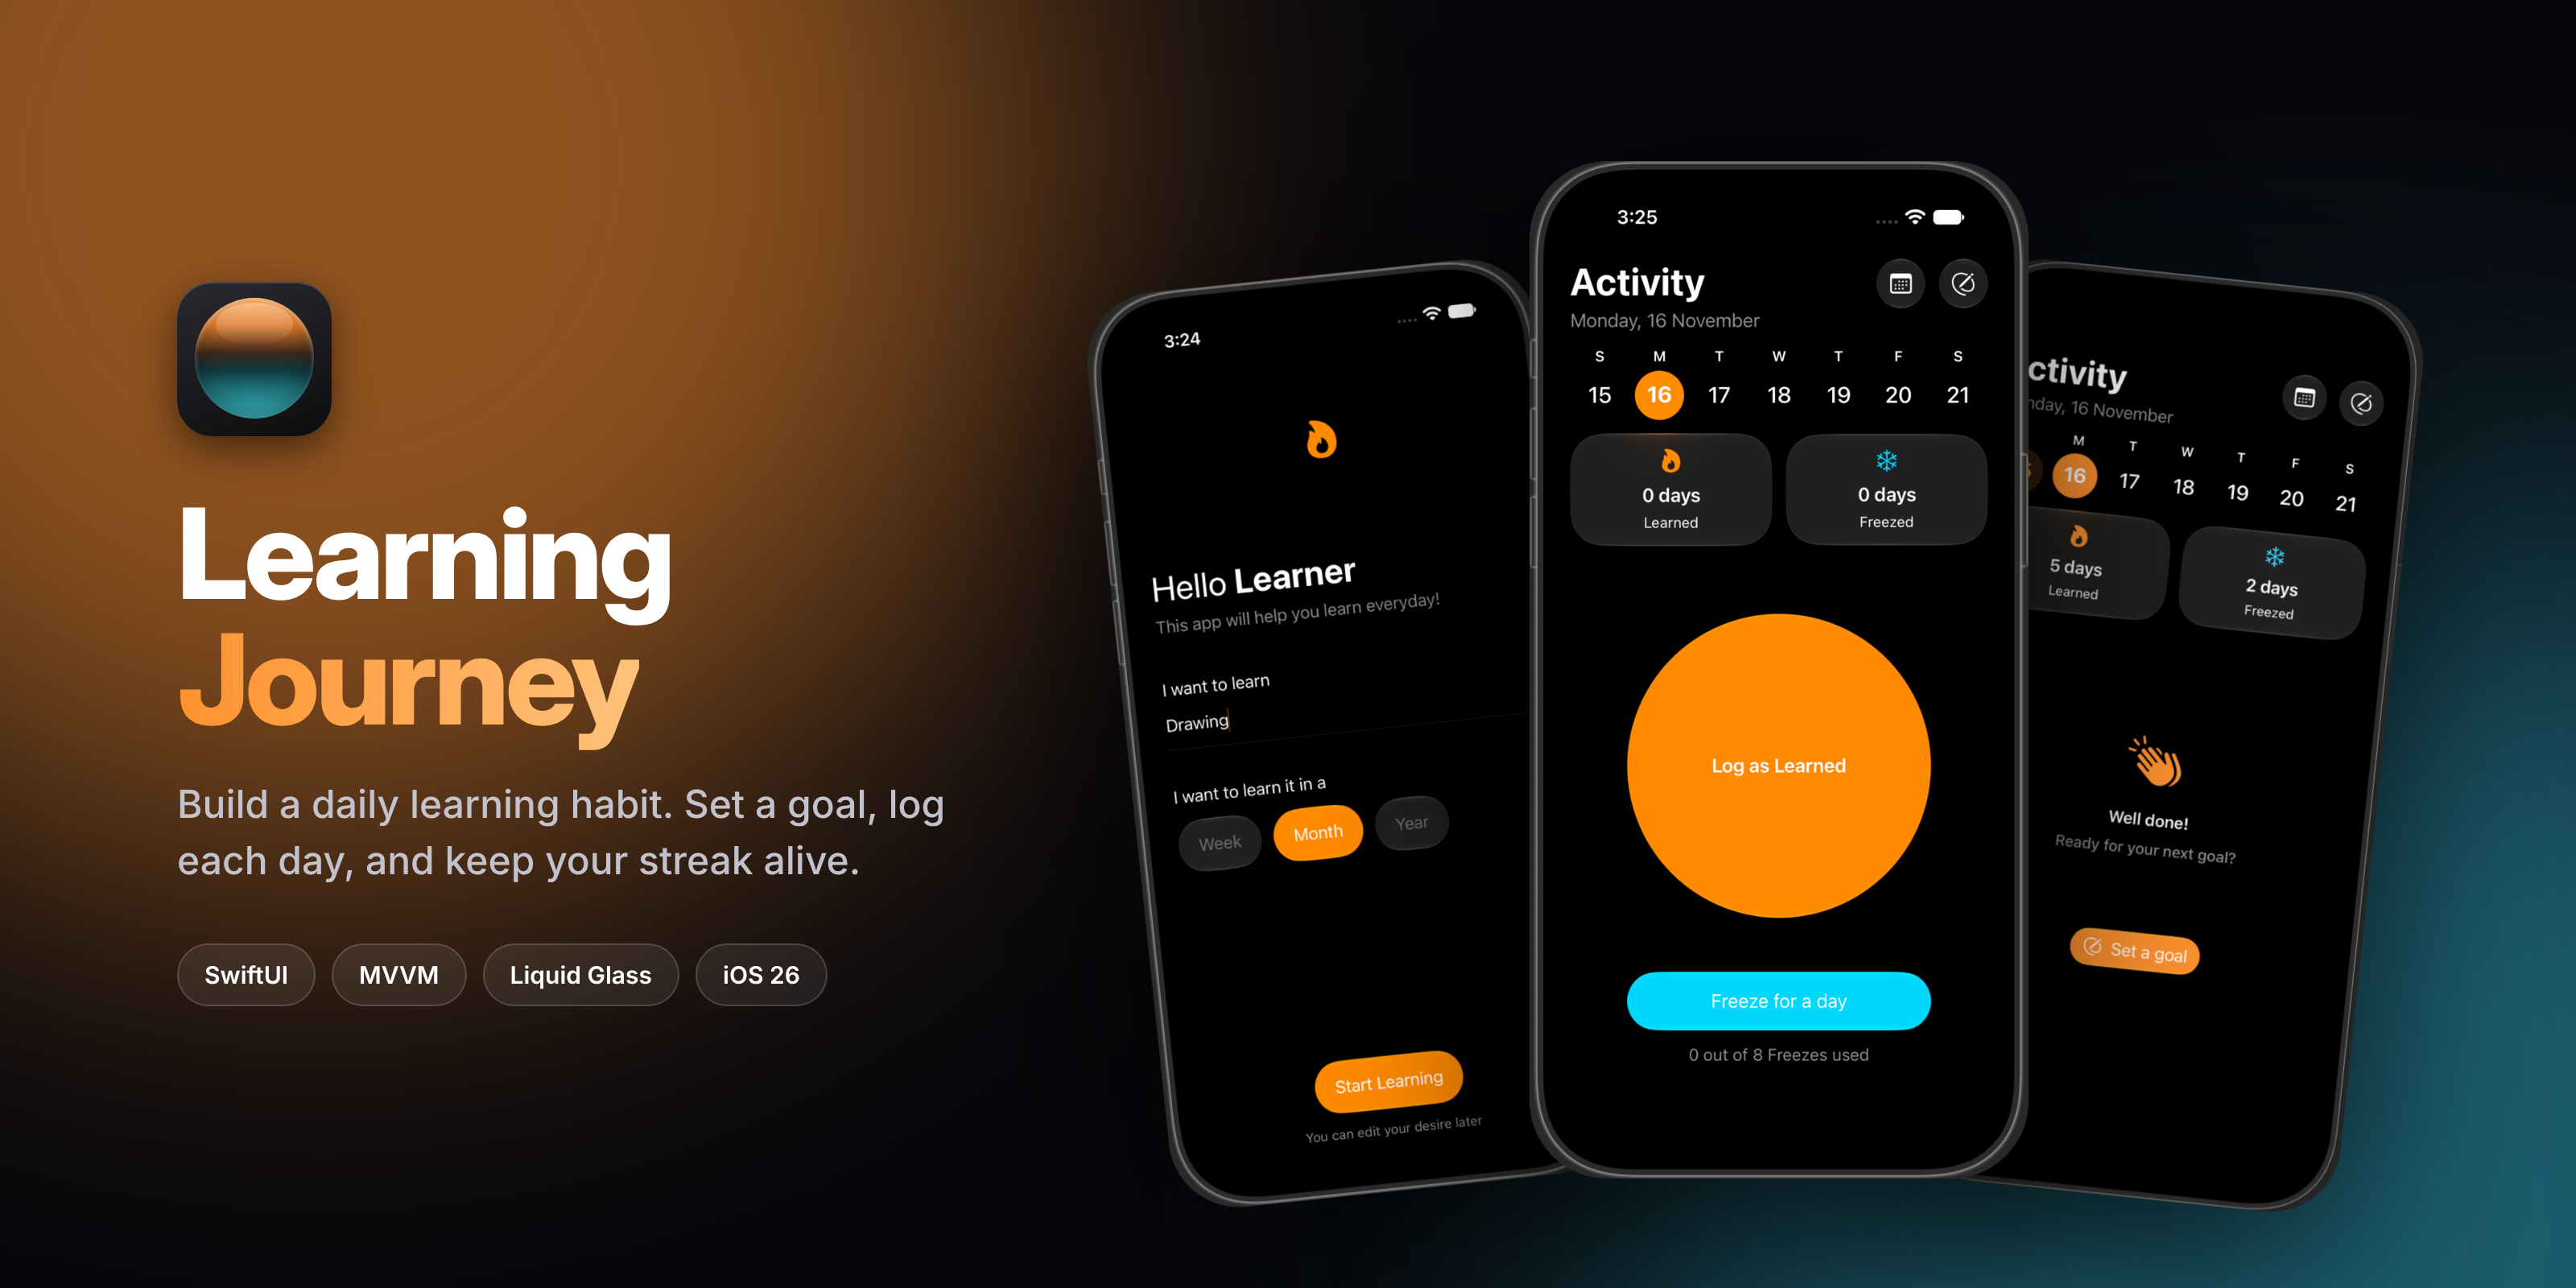 Learning
Journey
Build a daily learning habit. Set a goal, log
each day, and keep your streak alive.
SwiftUI
MVVM
Liquid Glass
iOS 26
3:24
Hello Learner
This app will help you learn everyday!
I want to learn
Drawing
I want to learn it in a
Week Month Year
Start Learning
You can edit your desire later
3:25
Activity
Monday, 16 November
S M T W T F S
15 16 17 18 19 20 21
0 days
Learned
0 days
Freezed
Log as Learned
Freeze for a day
0 out of 8 Freezes used
ctivity
nday, 16 November
M T W T F S
16 17 18 19 20 21
5 days
Learned
2 days
Freezed
Well done!
Ready for your next goal?
Set a goal